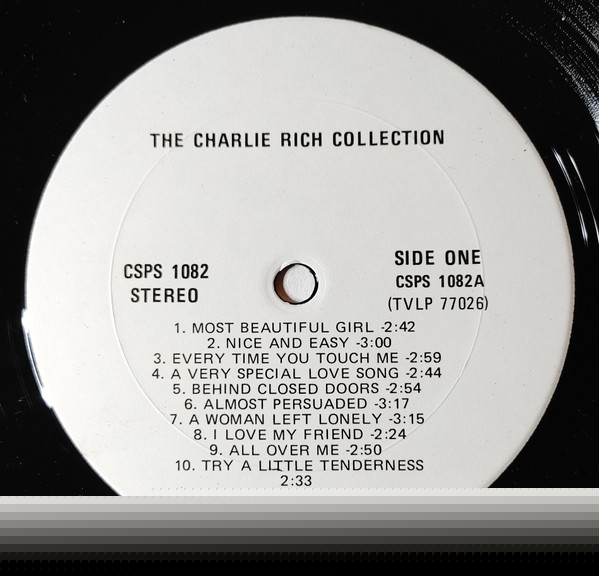 THE CHARLIE RICH COLLECTION
CSPS 1082
STEREO
SIDE ONE
CSPS 1082A
(TVLP 77026)
1. MOST BEAUTIFUL GIRL -2:42
2. NICE AND EASY -3:00
3. EVERY TIME YOU TOUCH ME -2:59
4. A VERY SPECIAL LOVE SONG -2:44
5. BEHIND CLOSED DOORS -2:54
6. ALMOST PERSUADED -3:17
7. A WOMAN LEFT LONELY -3:15
8. I LOVE MY FRIEND -2:24
9. ALL OVER ME -2:50
10. TRY A LITTLE TENDERNESS
2:33